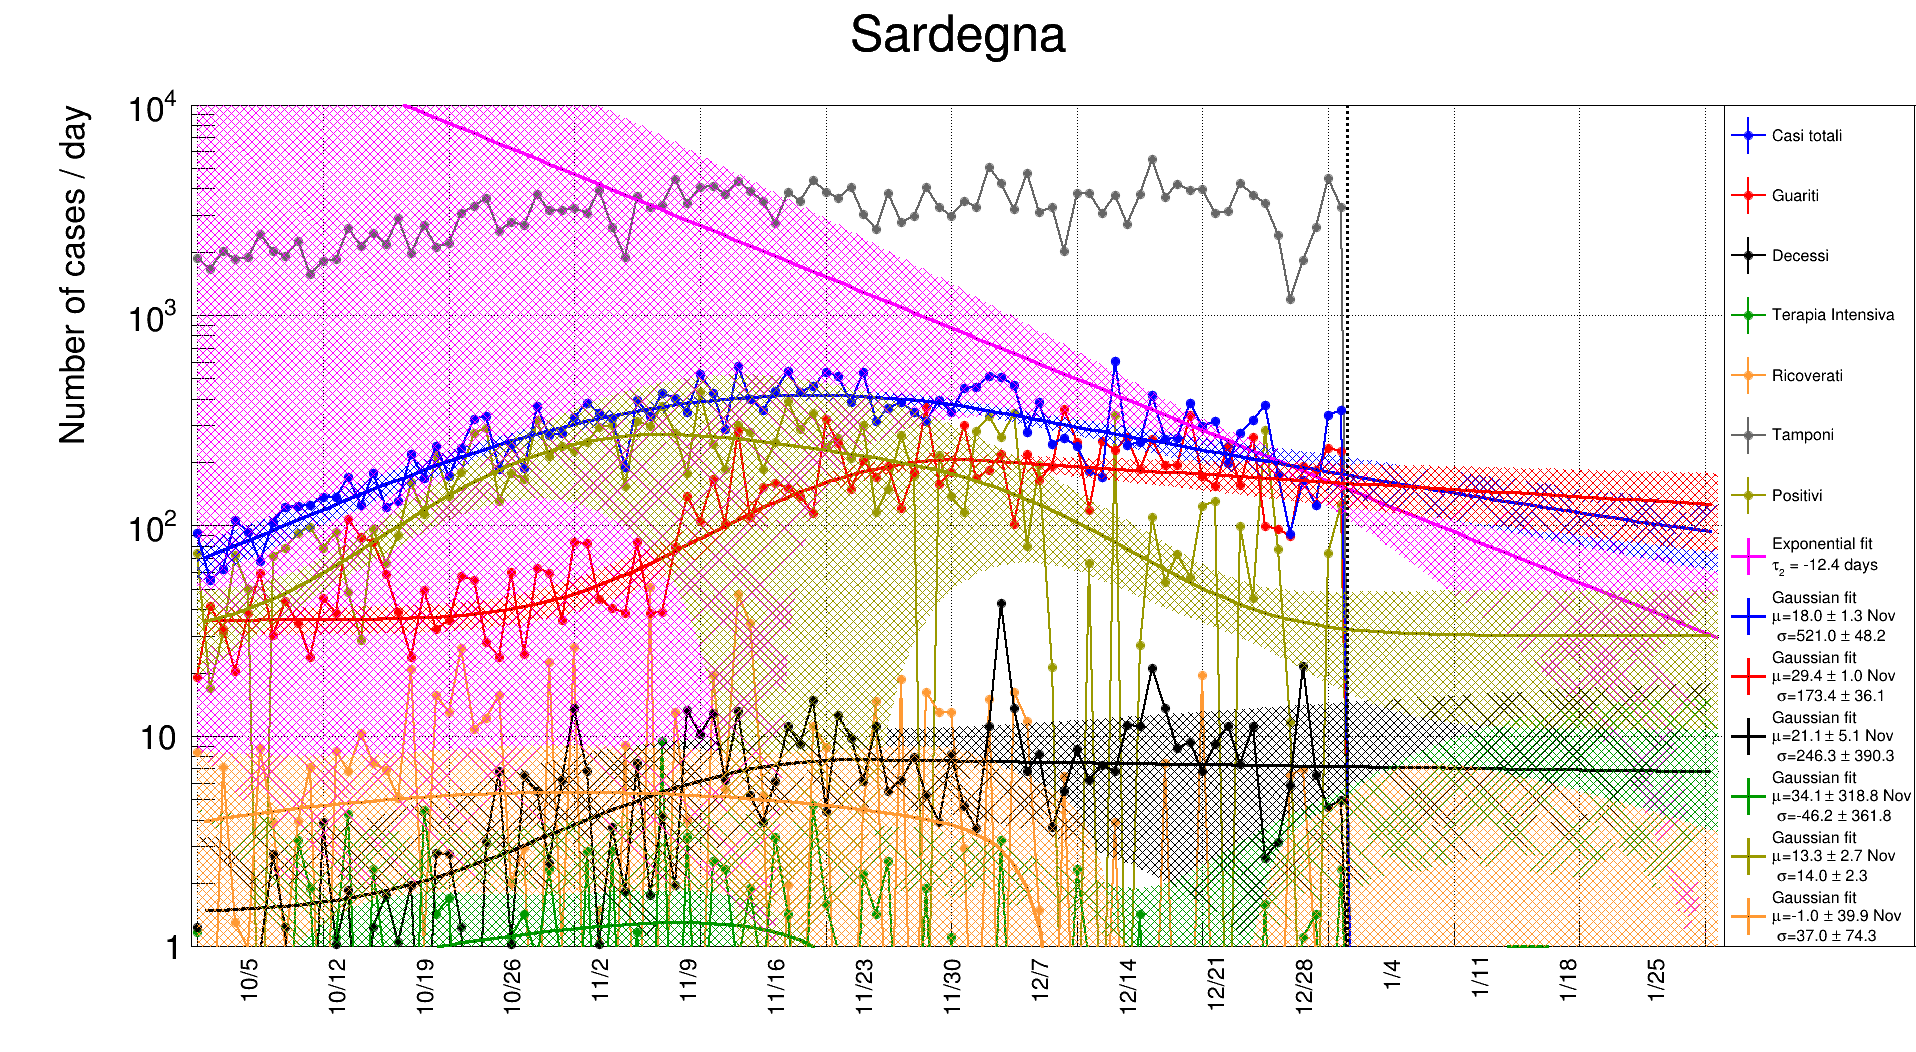 Sardegna
Number of cases / day
10^4
10^3
10^2
10
1
10/5
10/12
10/19
10/26
11/2
11/9
11/16
11/23
11/30
12/7
12/14
12/21
12/28
1/4
1/11
1/18
1/25
Casi totali
Guariti
Decessi
Terapia Intensiva
Ricoverati
Tamponi
Positivi
Exponential fit
τ₂ = -12.4 days
Gaussian fit
μ=18.0 ± 1.3 Nov
σ=521.0 ± 48.2
Gaussian fit
μ=29.4 ± 1.0 Nov
σ=173.4 ± 36.1
Gaussian fit
μ=21.1 ± 5.1 Nov
σ=246.3 ± 390.3
Gaussian fit
μ=34.1 ± 318.8 Nov
σ=-46.2 ± 361.8
Gaussian fit
μ=13.3 ± 2.7 Nov
σ=14.0 ± 2.3
Gaussian fit
μ=-1.0 ± 39.9 Nov
σ=37.0 ± 74.3